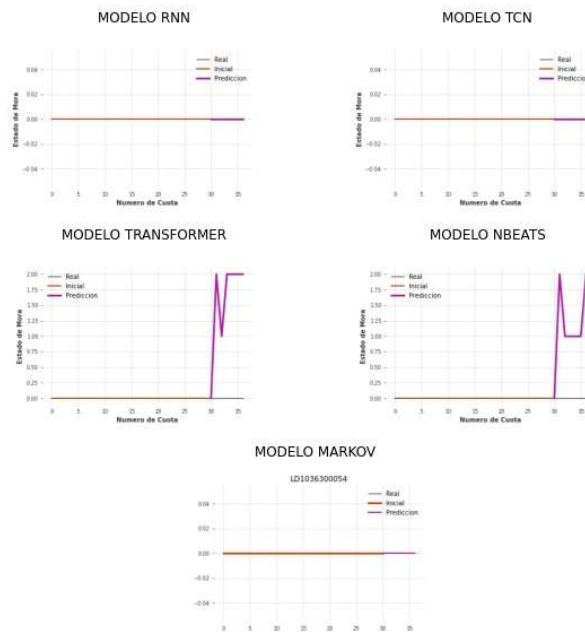 MODELO RNN
Real
Inicial
Prediccion
Estado de Mora
0.04
0.02
0.00
−0.02
−0.04
0 5 10 15 20 25 30 35
Numero de Cuota
MODELO TCN
Real
Inicial
Prediccion
Estado de Mora
0.04
0.02
0.00
−0.02
−0.04
0 5 10 15 20 25 30 35
Numero de Cuota
MODELO TRANSFORMER
Real
Inicial
Prediccion
Estado de Mora
2.00
1.75
1.50
1.25
1.00
0.75
0.50
0.25
0.00
0 5 10 15 20 25 30 35
Numero de Cuota
MODELO NBEATS
Real
Inicial
Prediccion
Estado de Mora
2.00
1.75
1.50
1.25
1.00
0.75
0.50
0.25
0.00
0 5 10 15 20 25 30 35
Numero de Cuota
MODELO MARKOV
LD1036300054
Real
Inicial
Prediccion
0.04
0.02
0.00
−0.02
−0.04
0 5 10 15 20 25 30 35